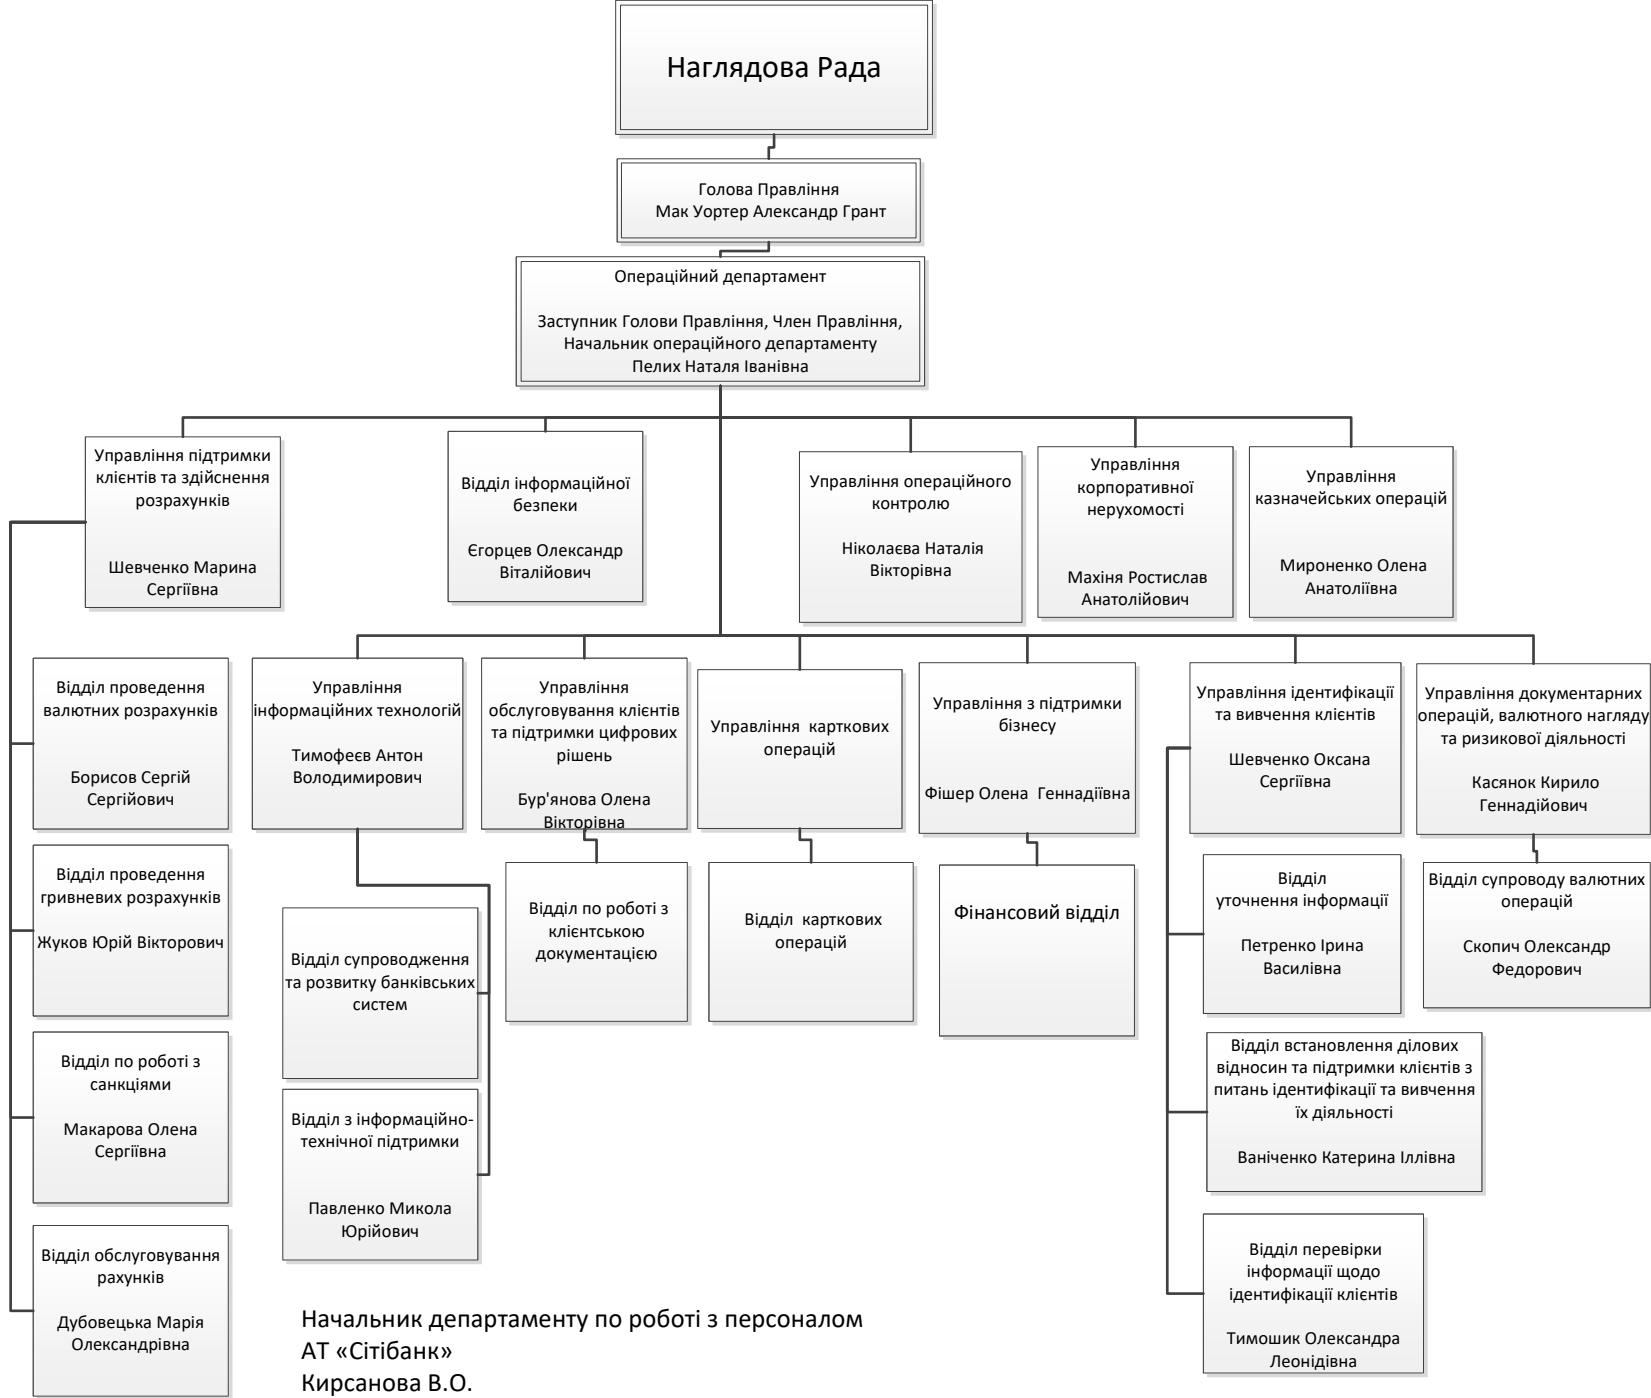 Наглядова Рада
Голова Правління
Мак Уортер Александр Грант
Операційний департамент
Заступник Голови Правління, Член Правління,
Начальник операційного департаменту
Пелих Наталя Іванівна
Управління підтримки
клієнтів та здійснення
розрахунків
Шевченко Марина
Сергіївна
Відділ інформаційної
безпеки
Єгорцев Олександр
Віталійович
Управління операційного
контролю
Ніколаєва Наталія
Вікторівна
Управління
корпоративної
нерухомості
Махіня Ростислав
Анатолійович
Управління
казначейських операцій
Мироненко Олена
Анатоліївна
Відділ проведення
валютних розрахунків
Борисов Сергій
Сергійович
Управління
інформаційних технологій
Тимофеєв Антон
Володимирович
Управління
обслуговування клієнтів
та підтримки цифрових
рішень
Бур'янова Олена
Вікторівна
Управління карткових
операцій
Управління з підтримки
бізнесу
Фішер Олена Геннадіївна
Управління ідентифікації
та вивчення клієнтів
Шевченко Оксана
Сергіївна
Управління документарних
операцій, валютного нагляду
та ризикової діяльності
Касянок Кирило
Геннадійович
Відділ проведення
гривневих розрахунків
Жуков Юрій Вікторович
Відділ супроводження
та розвитку банківських
систем
Відділ по роботі з
клієнтською
документацією
Відділ карткових
операцій
Фінансовий відділ
Відділ
уточнення інформації
Петренко Ірина
Василівна
Відділ супроводу валютних
операцій
Скопич Олександр
Федорович
Відділ по роботі з
санкціями
Макарова Олена
Сергіївна
Відділ з інформаційно-
технічної підтримки
Павленко Микола
Юрійович
Відділ встановлення ділових
відносин та підтримки клієнтів з
питань ідентифікації та вивчення
їх діяльності
Ваніченко Катерина Іллівна
Відділ обслуговування
рахунків
Дубовецька Марія
Олександрівна
Відділ перевірки
інформації щодо
ідентифікації клієнтів
Тимошик Олександра
Леонідівна
Начальник департаменту по роботі з персоналом
АТ «Сітібанк»
Кирсанова В.О.